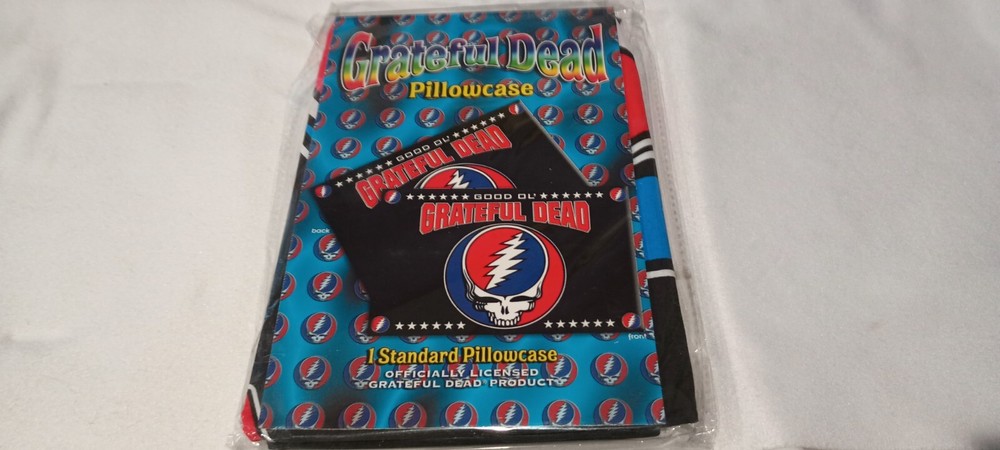 Grateful Dead
Pillowcase
GOOD OL'
GRATEFUL DEAD
GOOD OL'
GRATEFUL DEAD
back
front
1 Standard Pillowcase
OFFICIALLY LICENSED
GRATEFUL DEAD PRODUCT